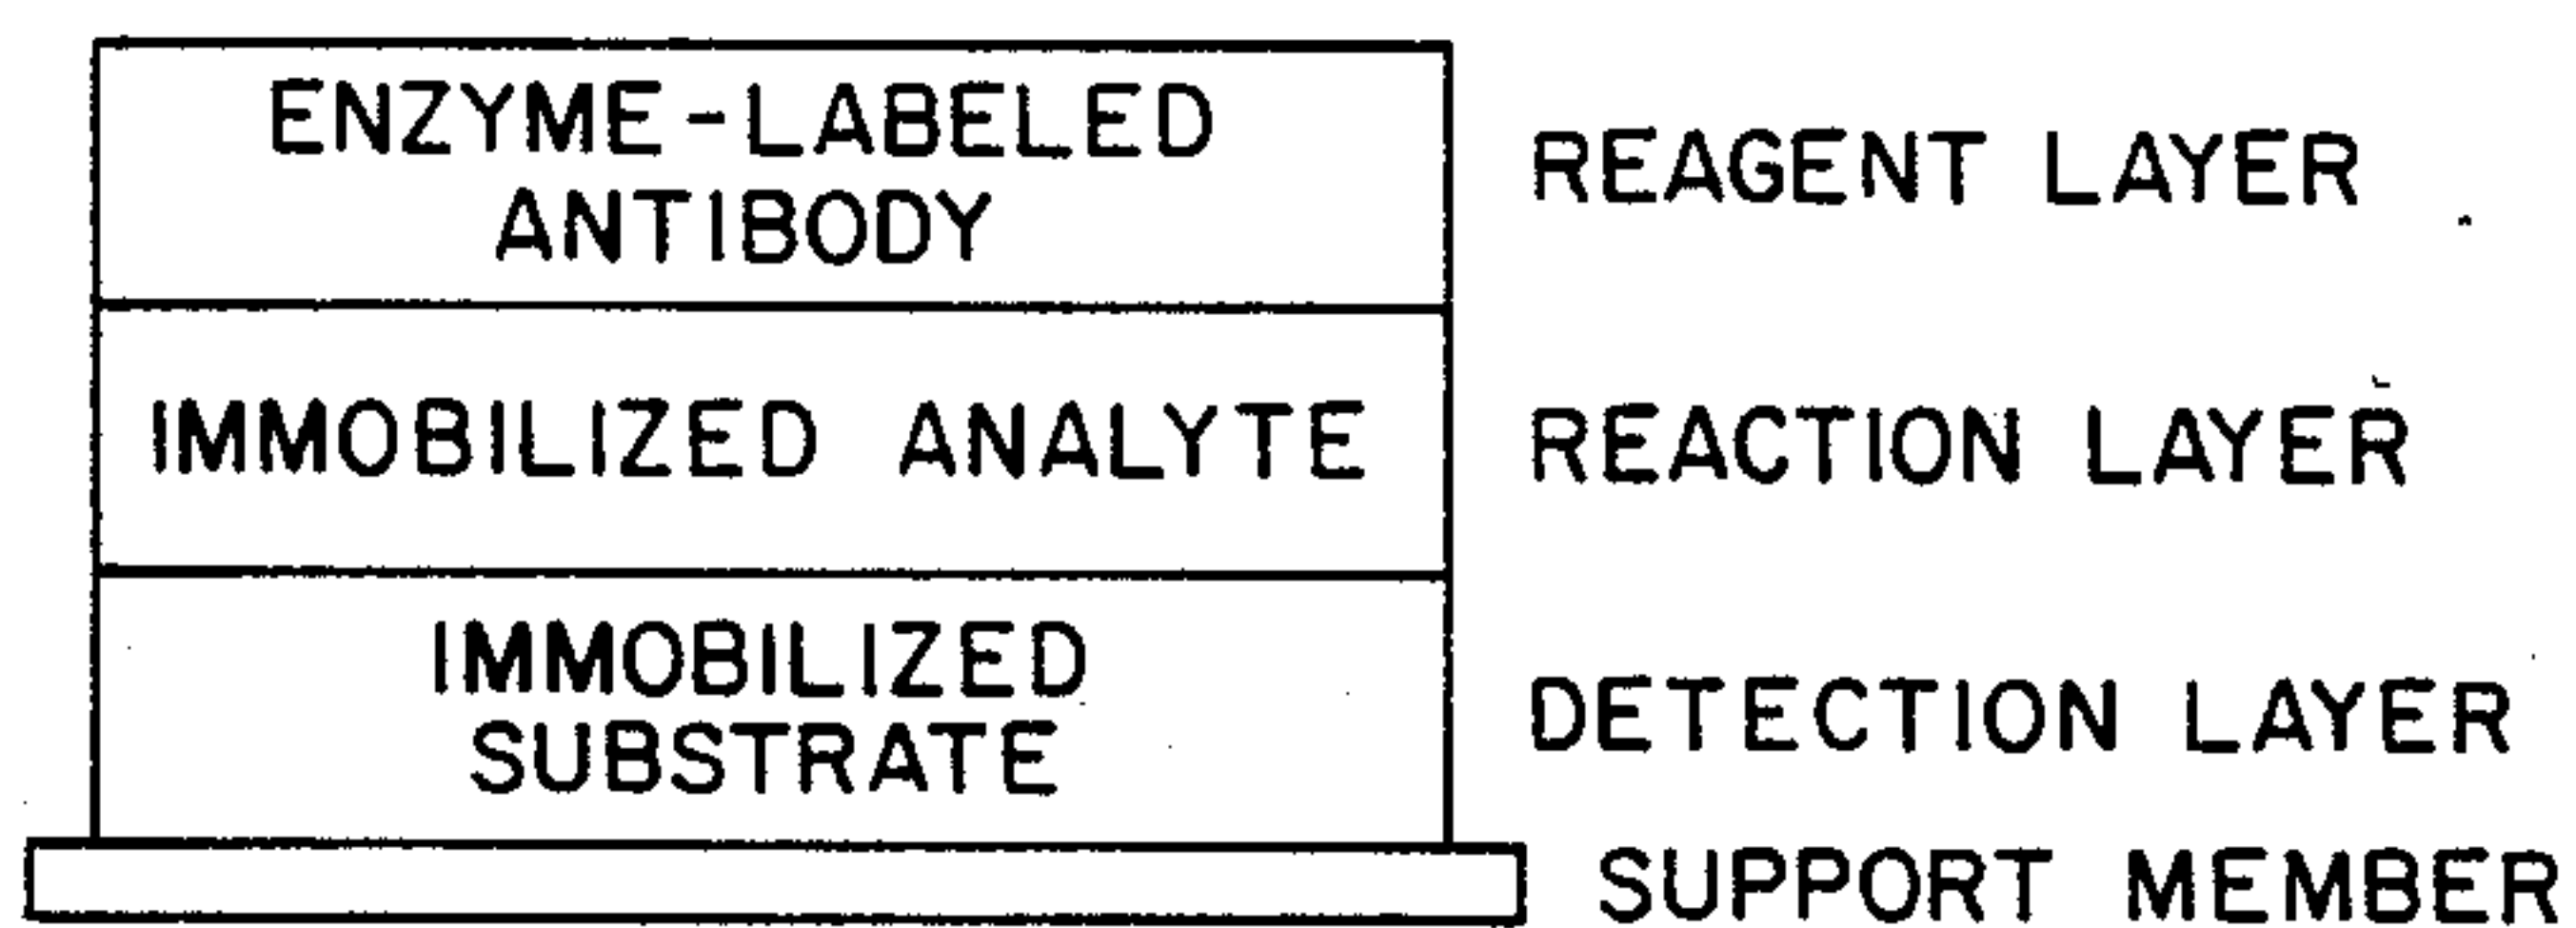 ENZYME-LABELED
ANTIBODY
REAGENT LAYER
IMMOBILIZED ANALYTE
REACTION LAYER
IMMOBILIZED
SUBSTRATE
DETECTION LAYER
SUPPORT MEMBER